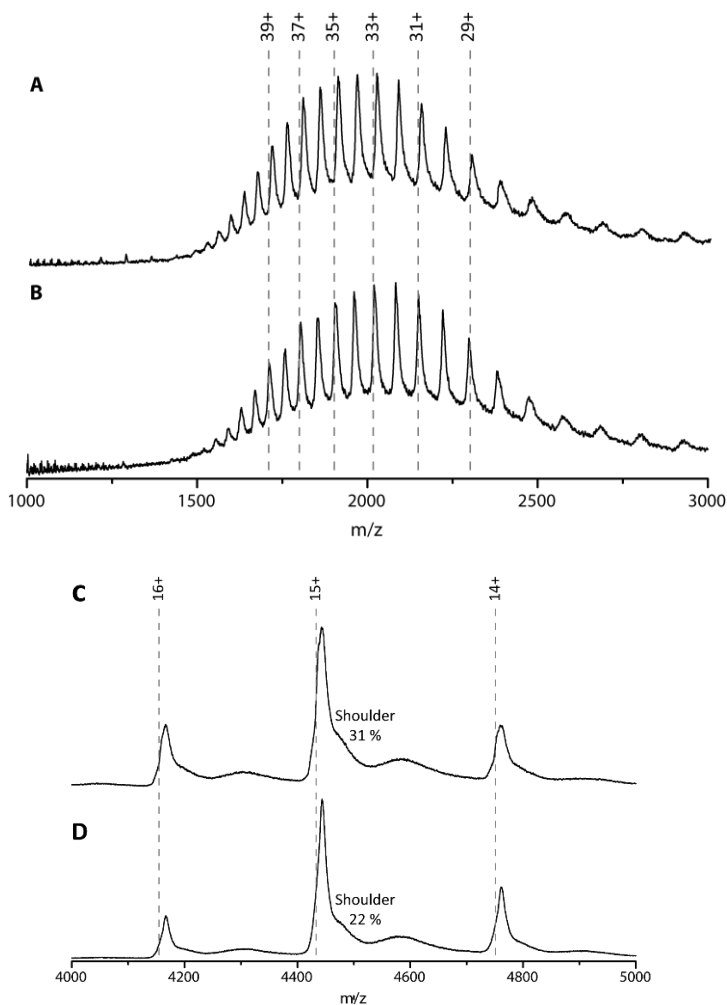 39+ 37+ 35+ 33+ 31+ 29+
A
B
1000 1500 2000 2500 3000
m/z
C
16+ 15+ 14+
Shoulder
31 %
D
Shoulder
22 %
4000 4200 4400 4600 4800 5000
m/z